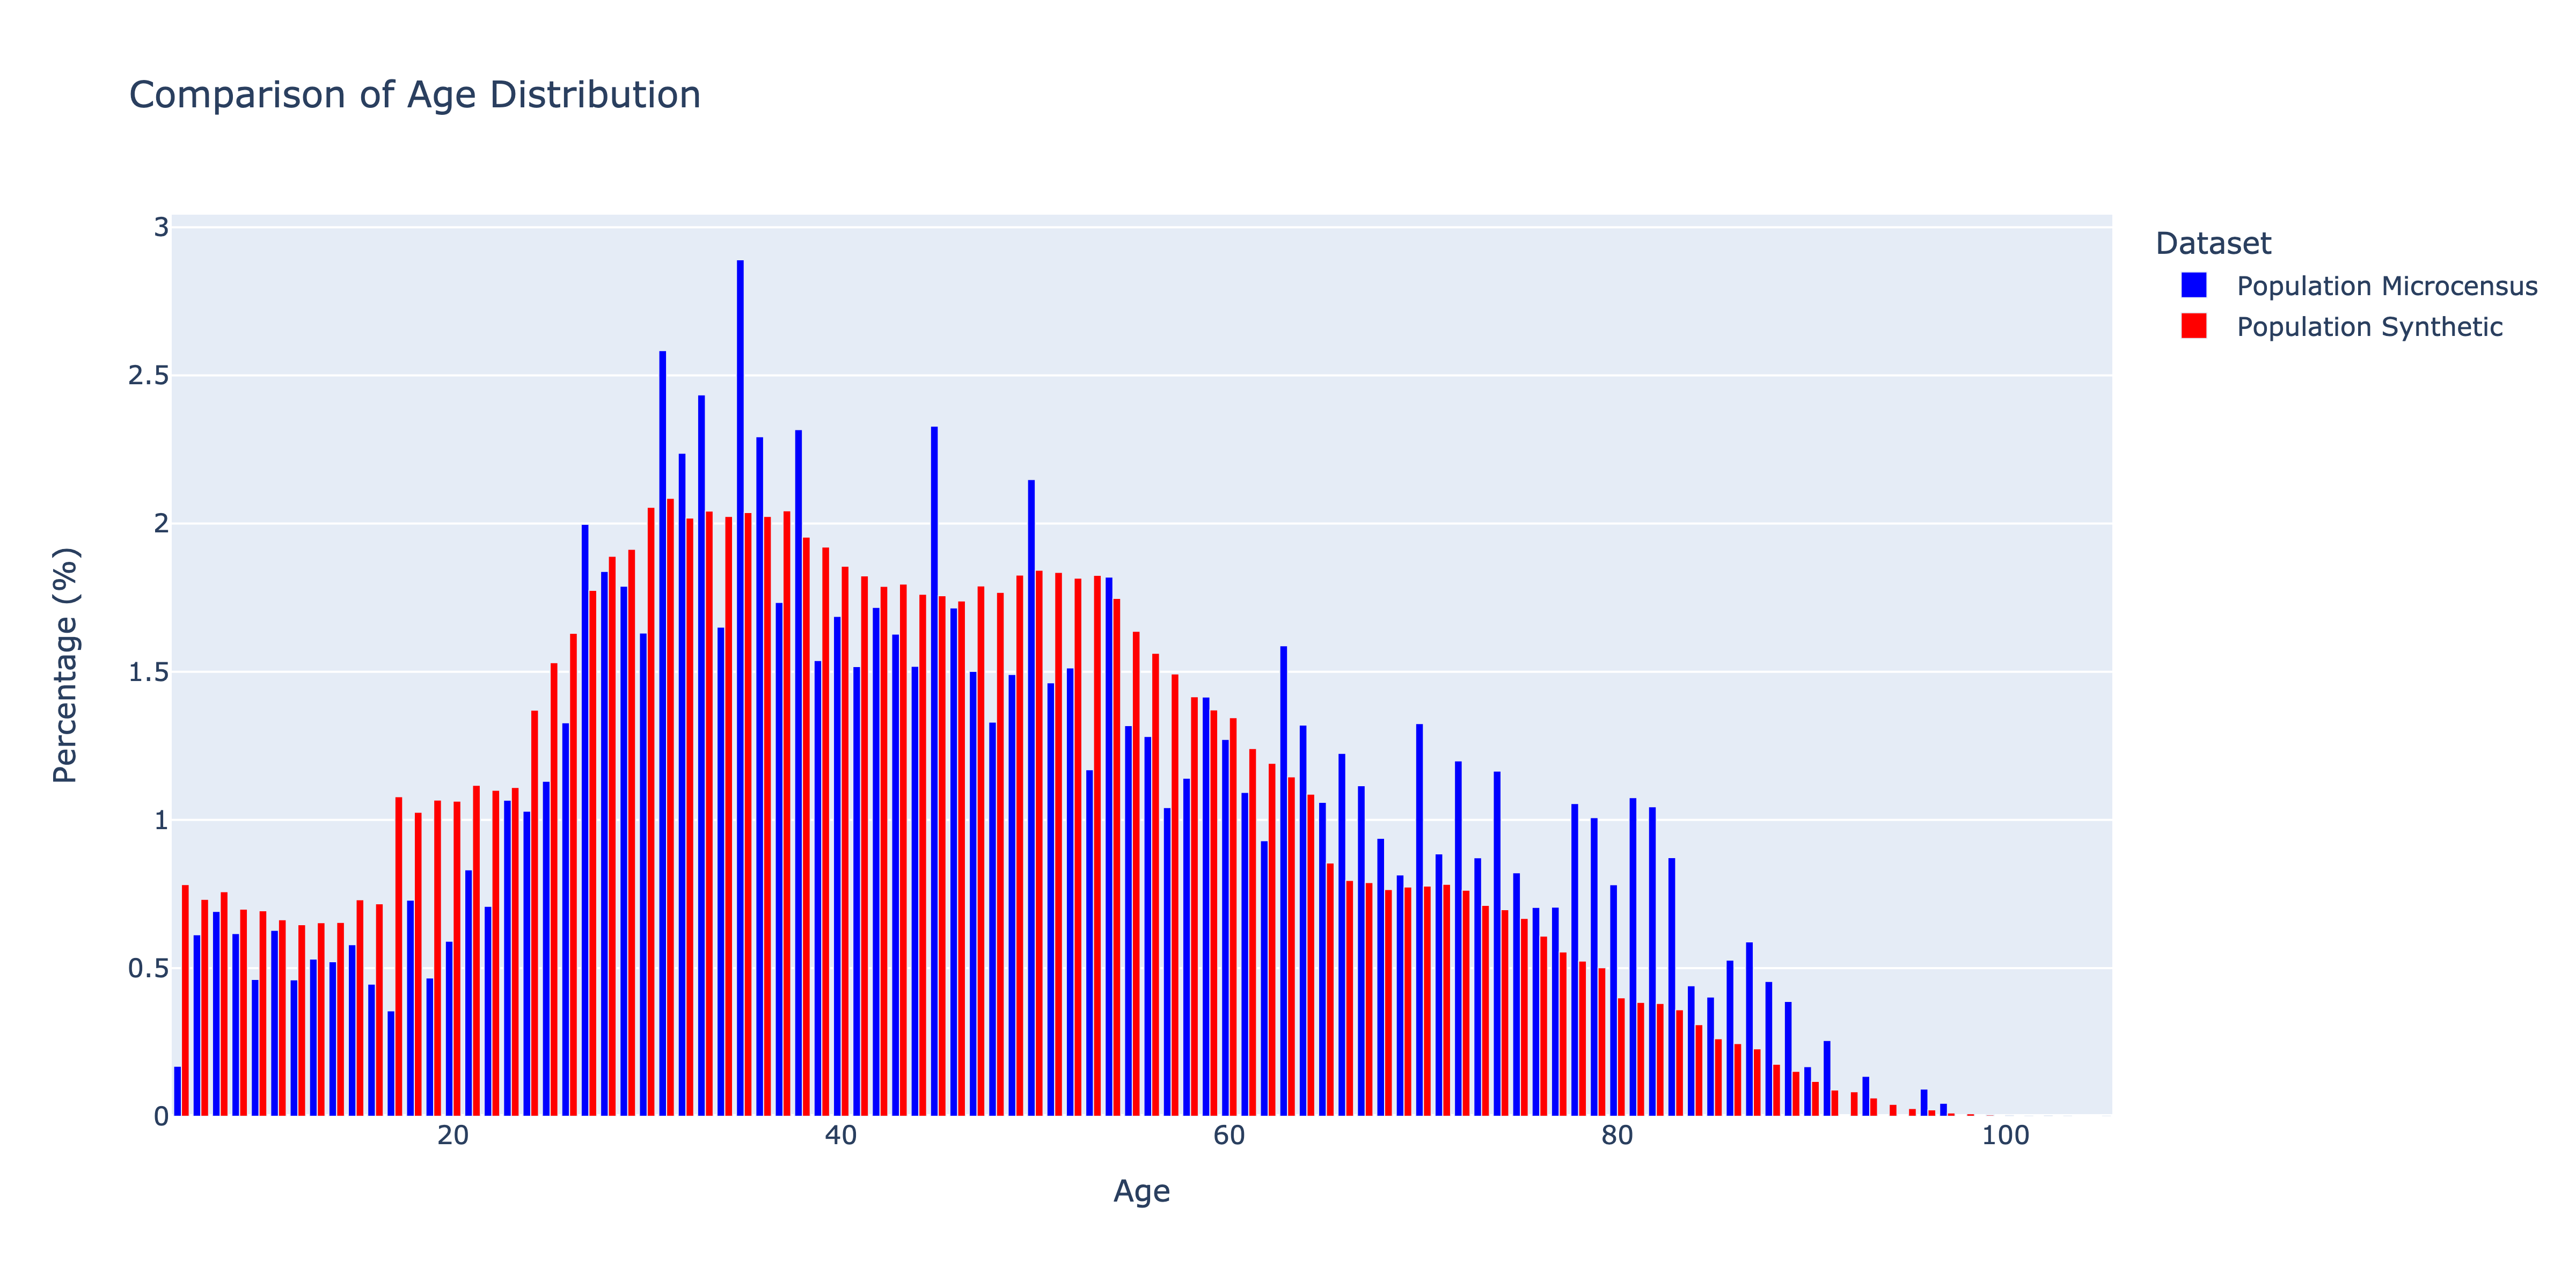 Comparison of Age Distribution
3
2.5
2
1.5
1
0.5
0
Percentage (%)
20
40
60
80
100
Age
Dataset
Population Microcensus
Population Synthetic